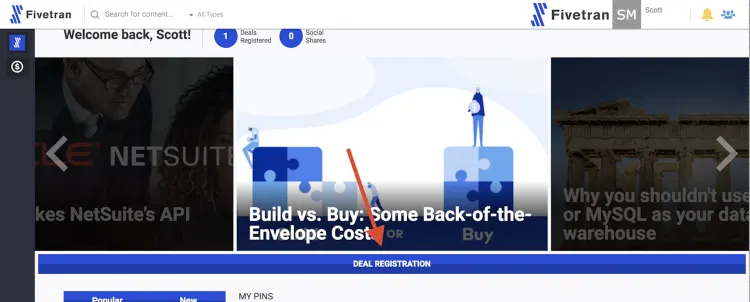 Fivetran
Search for content...
All Types
Fivetran
SM
Scott
Welcome back, Scott!
1
Deals
Registered
0
Social
Shares
NETSUITE
kes NetSuite's API
Build vs. Buy: Some Back-of-the-
Envelope Costs
OR
Buy
Why you shouldn't use
or MySQL as your data
warehouse
DEAL REGISTRATION
Popular
New
MY PINS